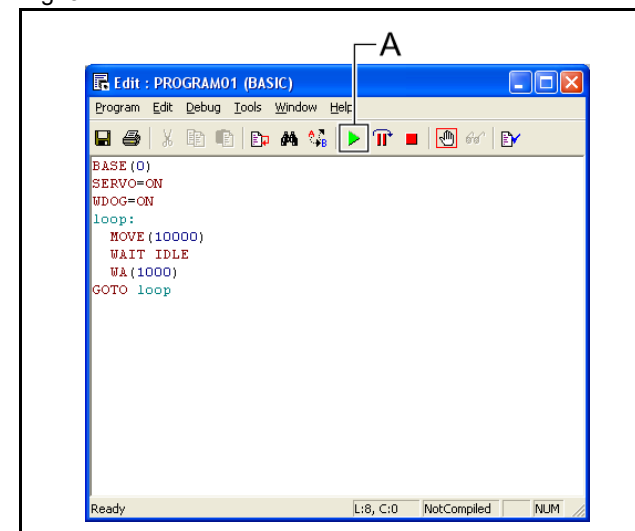 A
Edit : PROGRAM01 (BASIC)
Program Edit Debug Tools Window Help
BASE(0)
SERVO=ON
WDOG=ON
loop:
MOVE(10000)
WAIT IDLE
WA(1000)
GOTO loop
Ready L:8, C:0 NotCompiled NUM